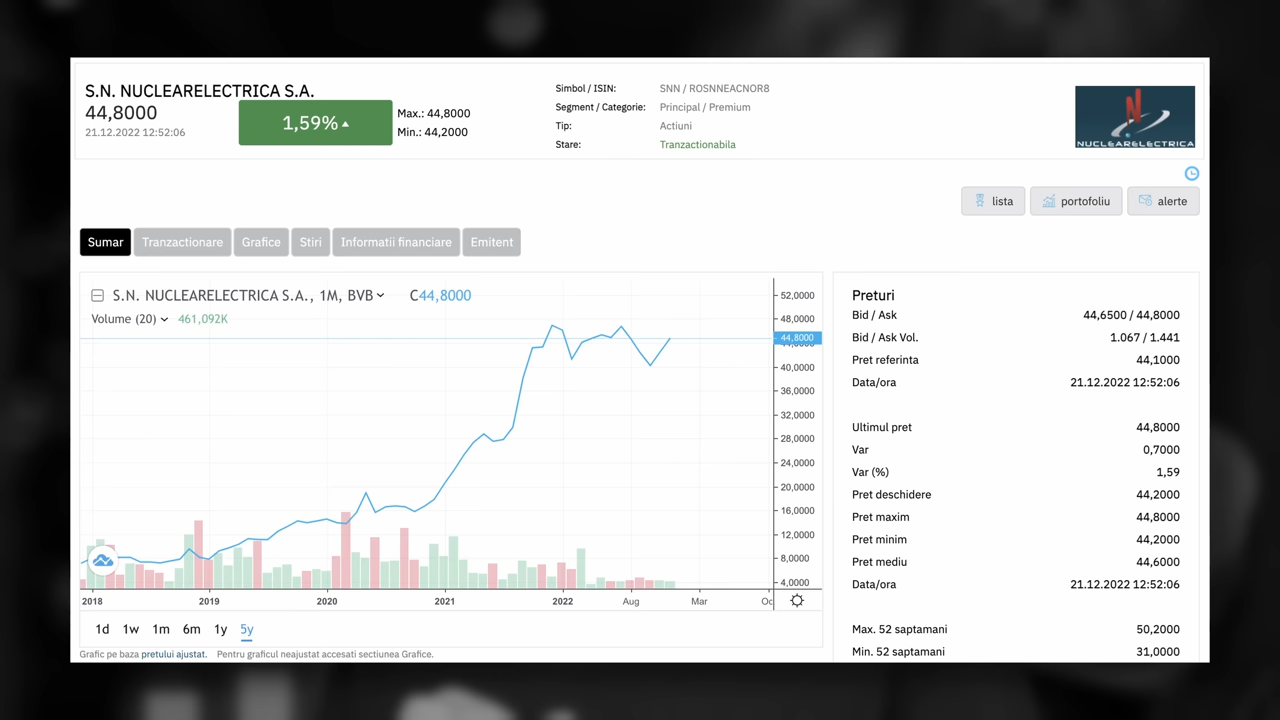 S.N. NUCLEARELECTRICA S.A.
44,8000
21.12.2022 12:52:06
1,59%
Max.: 44,8000
Min.: 44,2000
Simbol / ISIN: SNN / ROSNNEACNOR8
Segment / Categorie: Principal / Premium
Tip: Actiuni
Stare: Tranzactionabila
NUCLEARELECTRICA
lista portofoliu alerte
Sumar Tranzactionare Grafice Stiri Informatii financiare Emitent
S.N. NUCLEARELECTRICA S.A., 1M, BVB C44,8000
Volume (20) 461,092K
52,0000
48,0000
44,8000
40,0000
36,0000
32,0000
28,0000
24,0000
20,0000
16,0000
12,0000
8,0000
4,0000
2018 2019 2020 2021 2022 Aug Mar Oc
1d 1w 1m 6m 1y 5y
Grafic pe baza pretului ajustat. Pentru graficul neajustat accesati sectiunea Grafice.
Preturi
Bid / Ask 44,6500 / 44,8000
Bid / Ask Vol. 1.067 / 1.441
Pret referinta 44,1000
Data/ora 21.12.2022 12:52:06
Ultimul pret 44,8000
Var 0,7000
Var (%) 1,59
Pret deschidere 44,2000
Pret maxim 44,8000
Pret minim 44,2000
Pret mediu 44,6000
Data/ora 21.12.2022 12:52:06
Max. 52 saptamani 50,2000
Min. 52 saptamani 31,0000